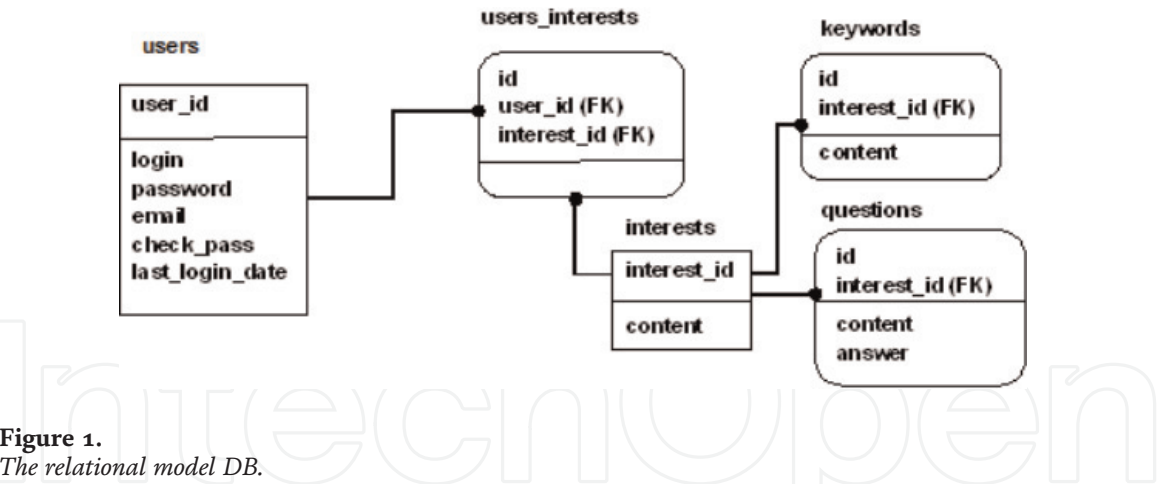 users
user_id
login
password
email
check_pass
last_login_date
users_interests
id
user_id (FK)
interest_id (FK)
keywords
id
interest_id (FK)
content
interests
interest_id
content
questions
id
interest_id (FK)
content
answer
IntechOpen
Figure 1.
The relational model DB.